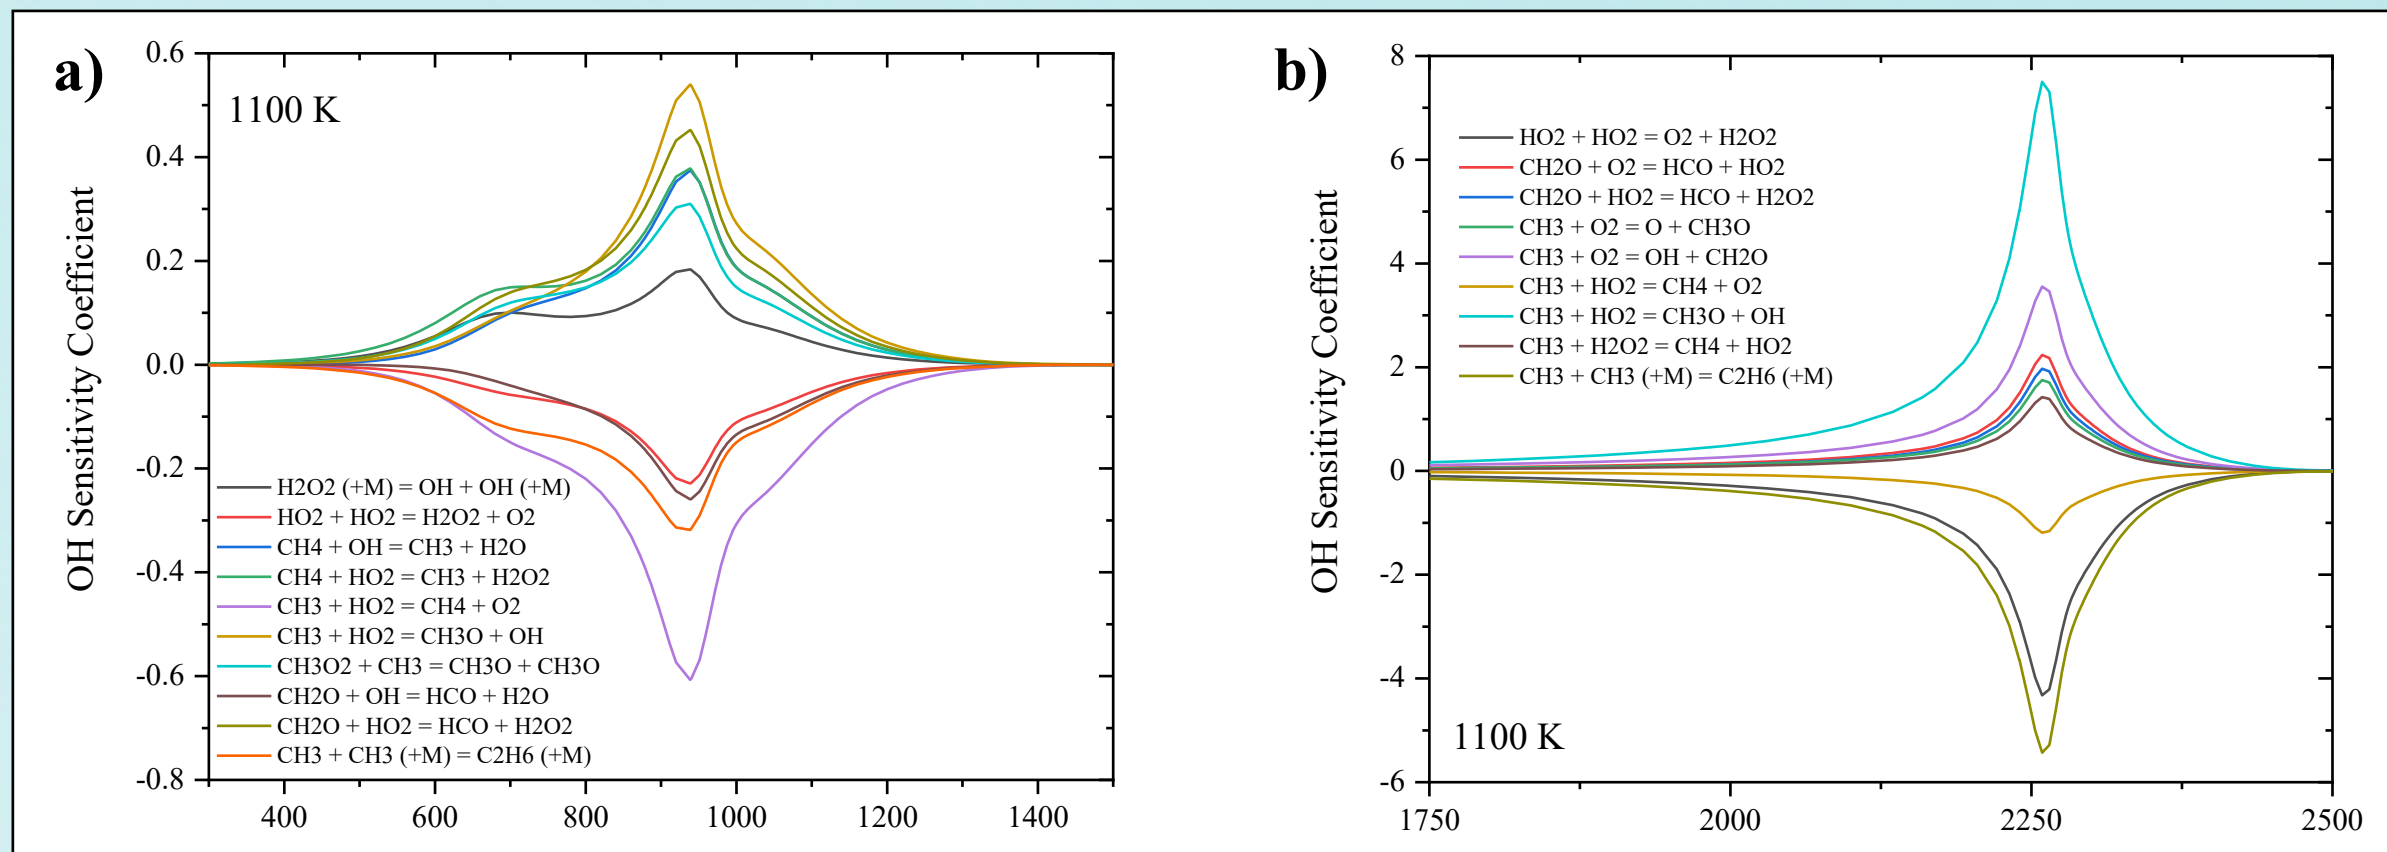 a)
1100 K
OH Sensitivity Coefficient
0.6
0.4
0.2
0.0
-0.2
-0.4
-0.6
-0.8
H2O2 (+M) = OH + OH (+M)
HO2 + HO2 = H2O2 + O2
CH4 + OH = CH3 + H2O
CH4 + HO2 = CH3 + H2O2
CH3 + HO2 = CH4 + O2
CH3 + HO2 = CH3O + OH
CH3O2 + CH3 = CH3O + CH3O
CH2O + OH = HCO + H2O
CH2O + HO2 = HCO + H2O2
CH3 + CH3 (+M) = C2H6 (+M)
400 600 800 1000 1200 1400
b)
OH Sensitivity Coefficient
8
6
4
2
0
-2
-4
-6
HO2 + HO2 = O2 + H2O2
CH2O + O2 = HCO + HO2
CH2O + HO2 = HCO + H2O2
CH3 + O2 = O + CH3O
CH3 + O2 = OH + CH2O
CH3 + HO2 = CH4 + O2
CH3 + HO2 = CH3O + OH
CH3 + H2O2 = CH4 + HO2
CH3 + CH3 (+M) = C2H6 (+M)
1100 K
1750 2000 2250 2500